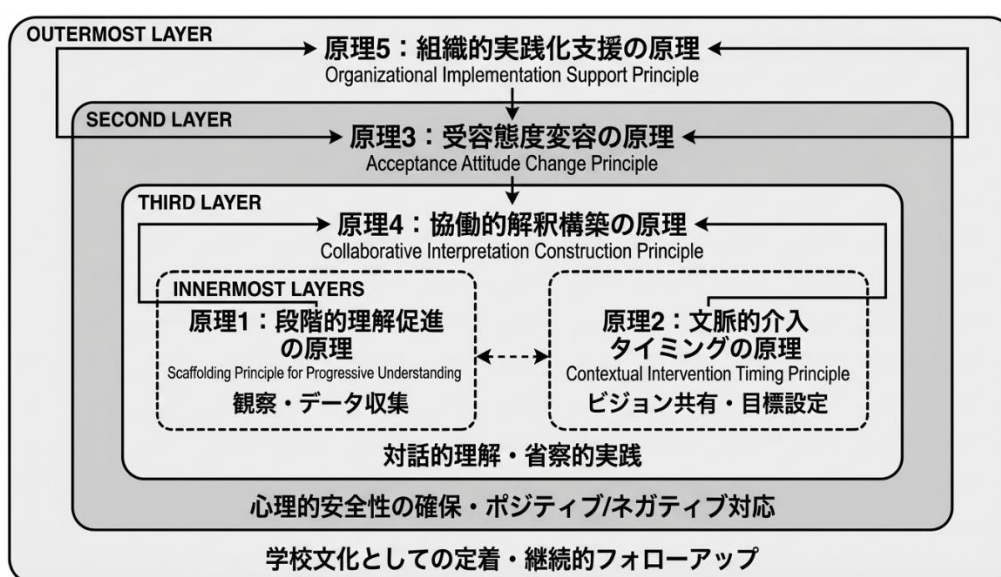 OUTERMOST LAYER
原理5：組織的実践化支援の原理
Organizational Implementation Support Principle
SECOND LAYER
原理3：受容態度変容の原理
Acceptance Attitude Change Principle
THIRD LAYER
原理4：協働的解釈構築の原理
Collaborative Interpretation Construction Principle
INNERMOST LAYERS
原理1：段階的理解促進
の原理
Scaffolding Principle for Progressive Understanding
観察・データ収集
原理2：文脈的介入
タイミングの原理
Contextual Intervention Timing Principle
ビジョン共有・目標設定
対話的理解・省察的実践
心理的安全性の確保・ポジティブ/ネガティブ対応
学校文化としての定着・継続的フォローアップ